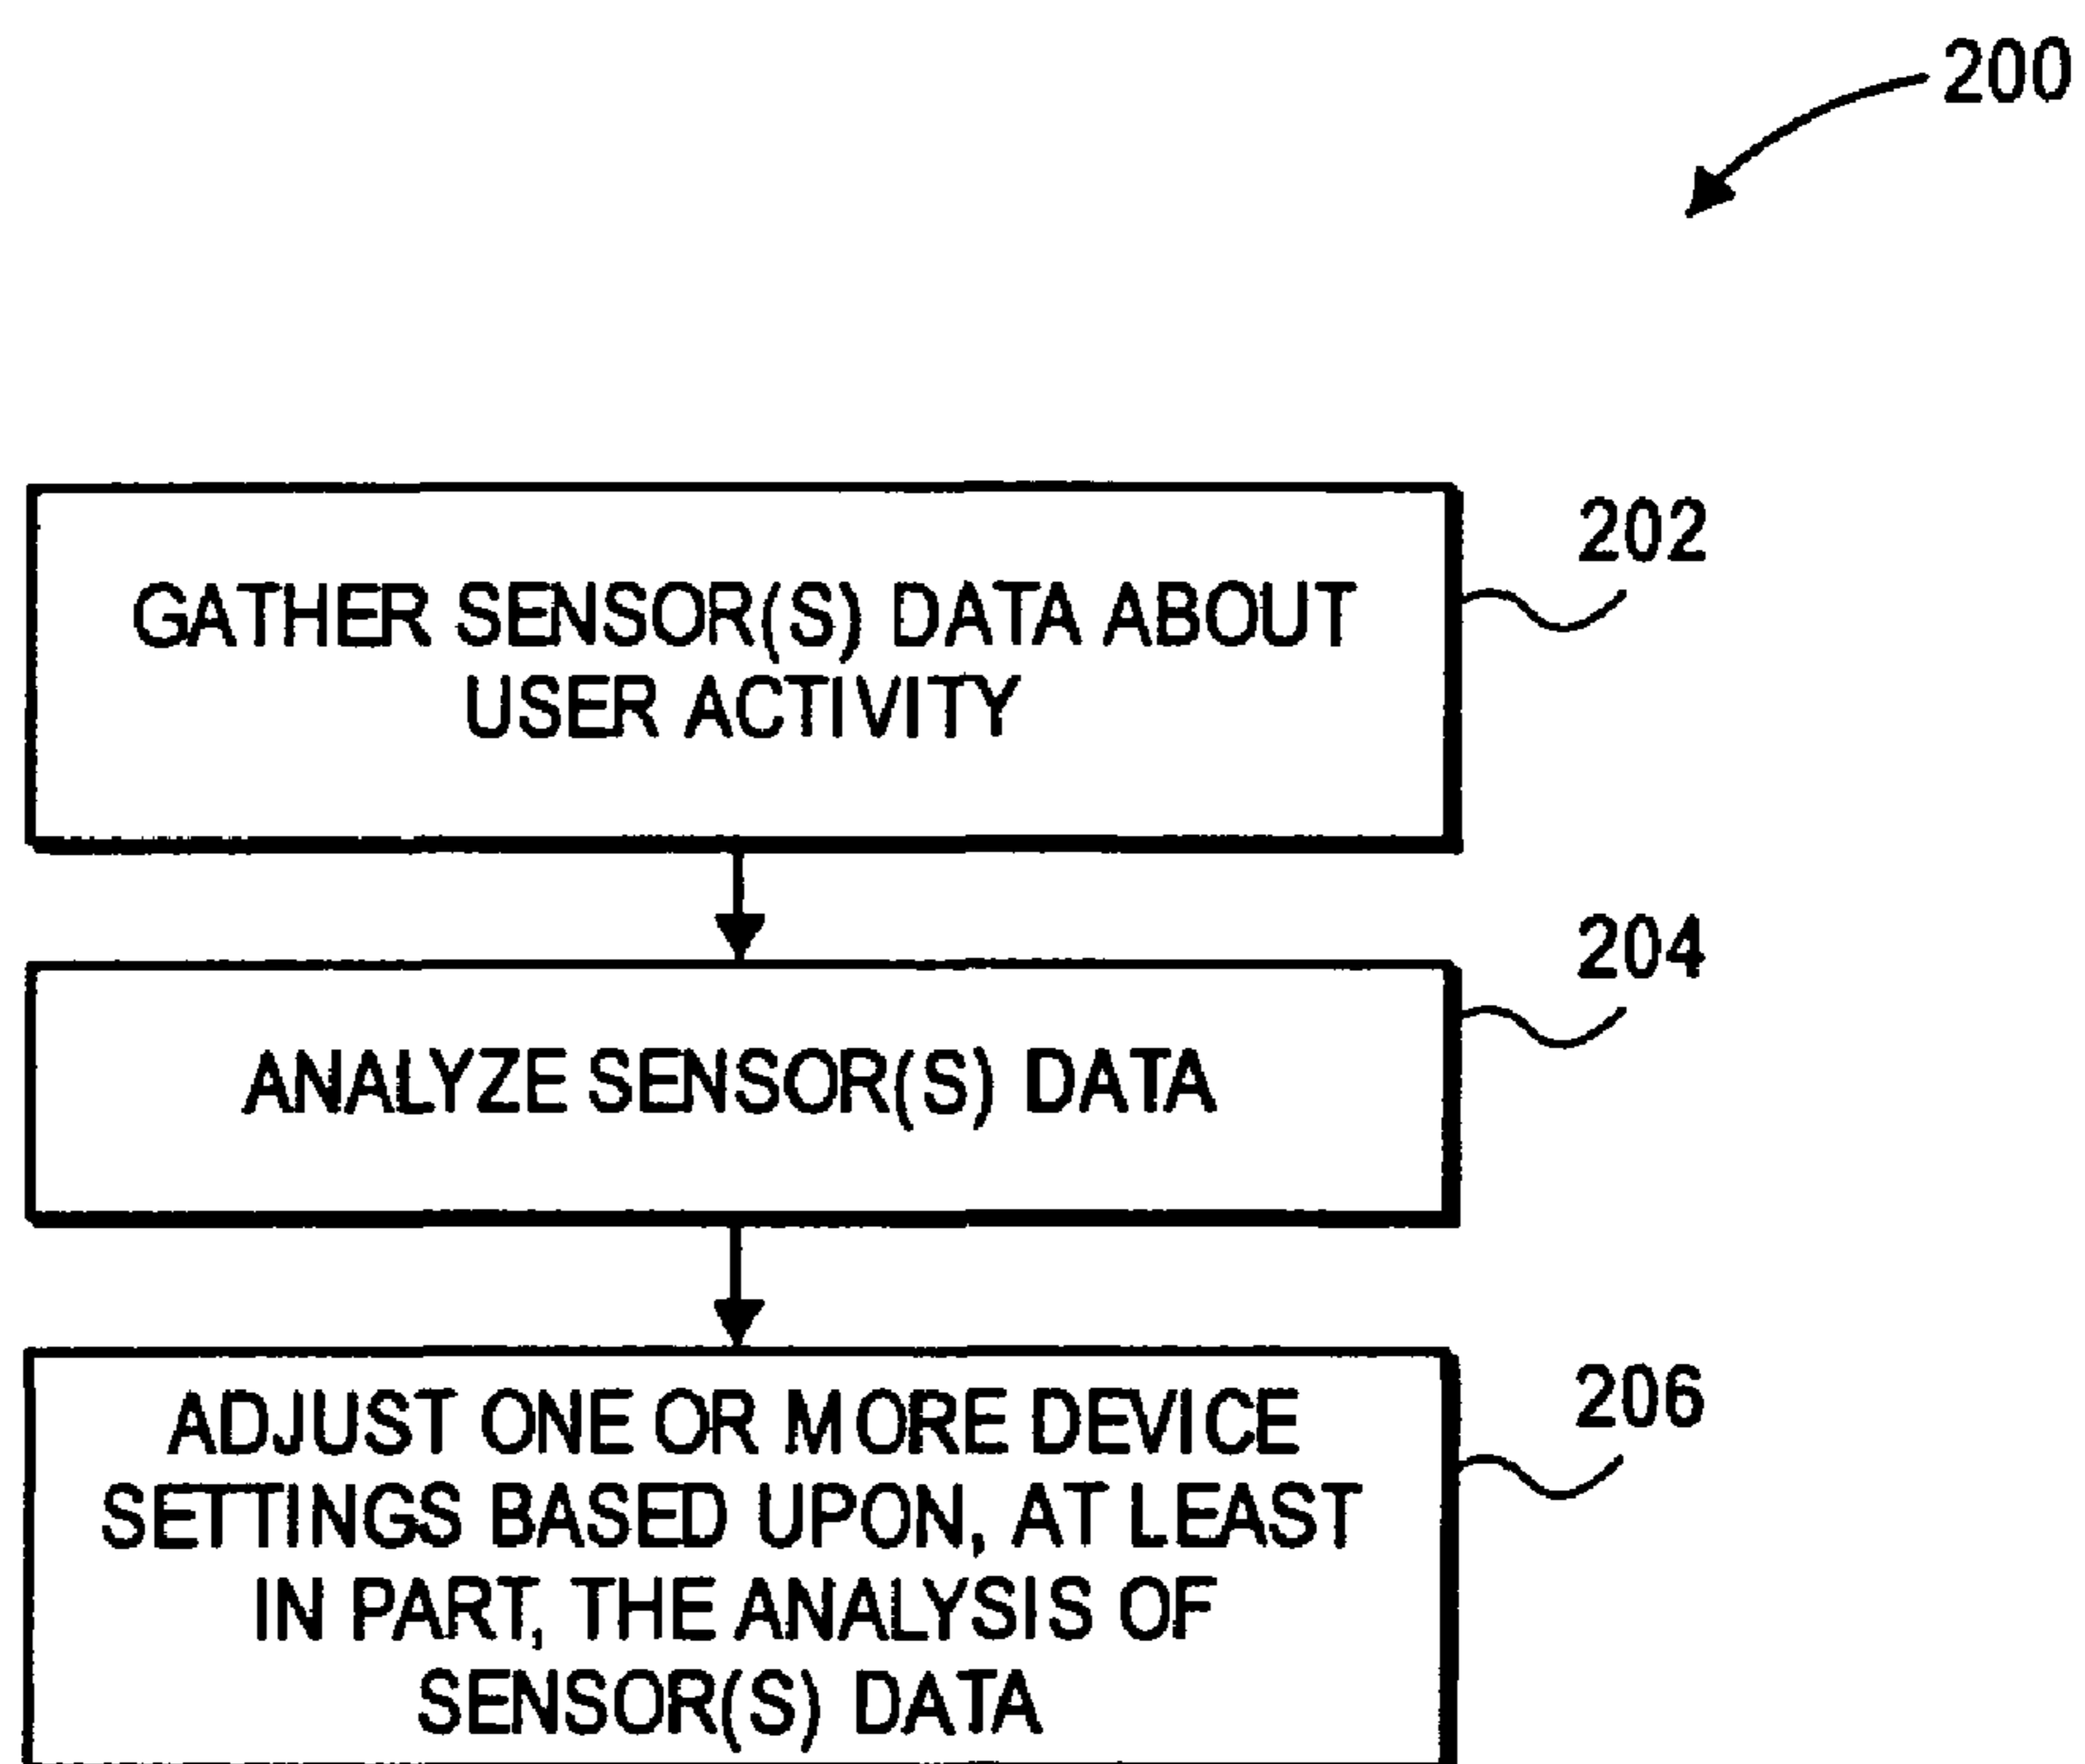 200
202
GATHER SENSOR(S) DATA ABOUT
USER ACTIVITY
204
ANALYZE SENSOR(S) DATA
206
ADJUST ONE OR MORE DEVICE
SETTINGS BASED UPON, AT LEAST
IN PART, THE ANALYSIS OF
SENSOR(S) DATA